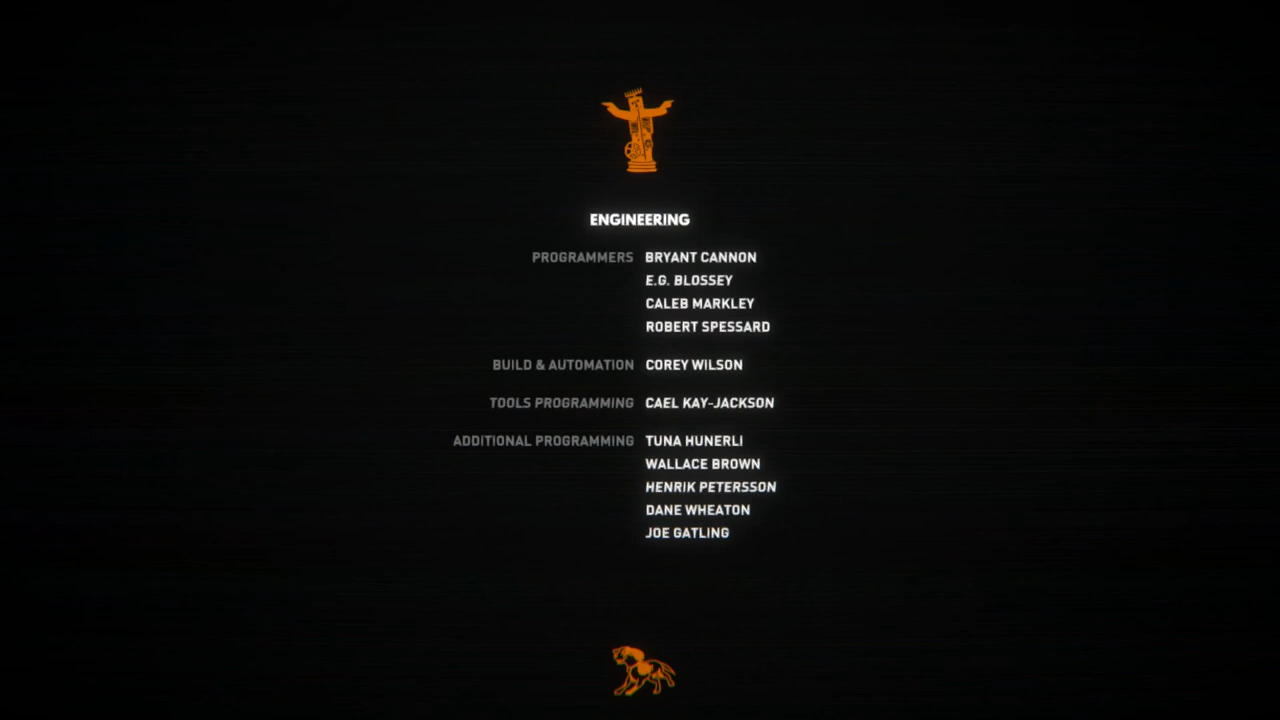 ENGINEERING
PROGRAMMERS BRYANT CANNON
E.G. BLOSSEY
CALEB MARKLEY
ROBERT SPESSARD
BUILD & AUTOMATION COREY WILSON
TOOLS PROGRAMMING CAEL KAY-JACKSON
ADDITIONAL PROGRAMMING TUNA HUNERLI
WALLACE BROWN
HENRIK PETERSSON
DANE WHEATON
JOE GATLING